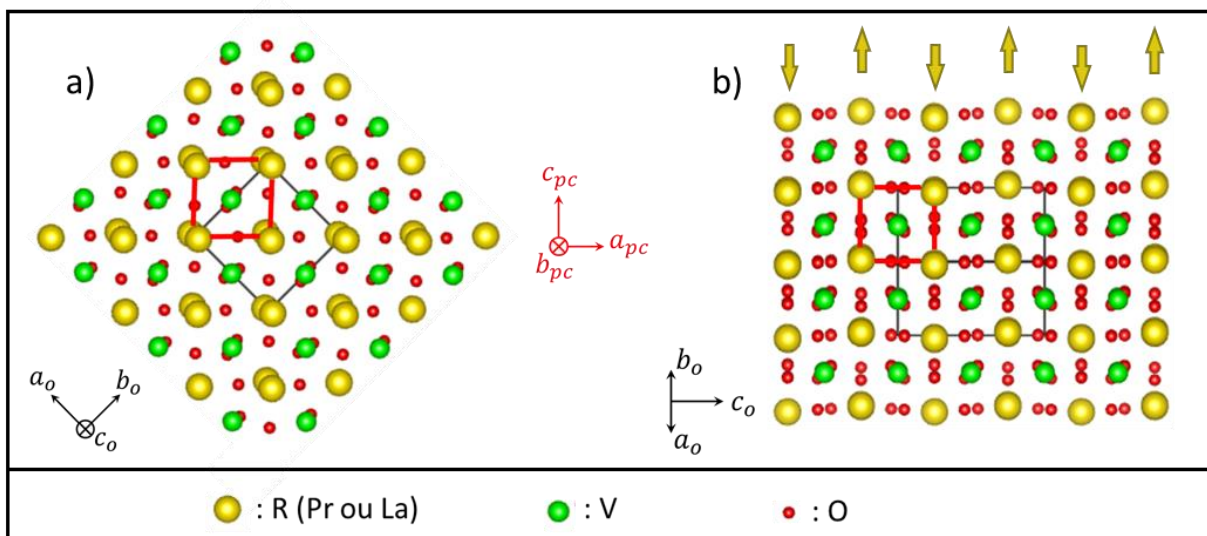 a)
b)
c_pc
a_pc
b_pc
a_o
b_o
c_o
b_o
c_o
a_o
: R (Pr ou La)
: V
: O